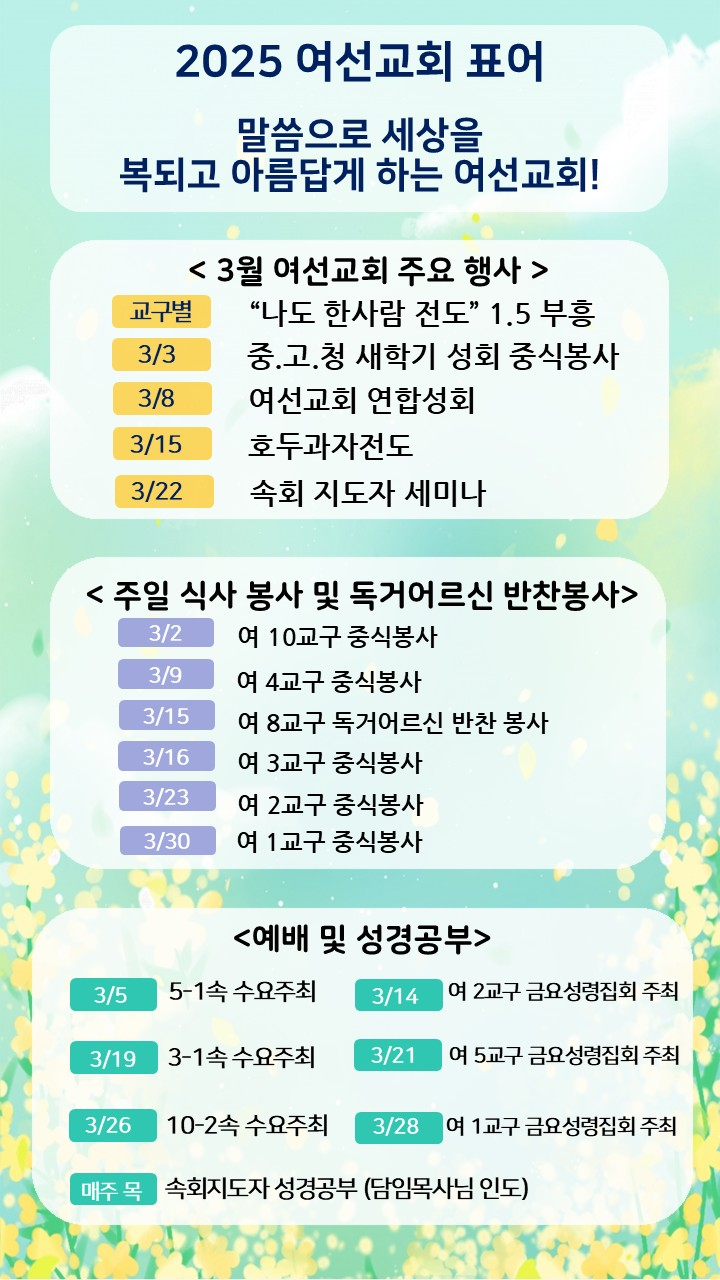 2025 여선교회 표어
말씀으로 세상을
복되고 아름답게 하는 여선교회!
< 3월 여선교회 주요 행사 >
교구별 “나도 한사람 전도” 1.5 부흥
3/3 중.고.청 새학기 성회 중식봉사
3/8 여선교회 연합성회
3/15 호두과자전도
3/22 속회 지도자 세미나
< 주일 식사 봉사 및 독거어르신 반찬봉사>
3/2 여 10교구 중식봉사
3/9 여 4교구 중식봉사
3/15 여 8교구 독거어르신 반찬 봉사
3/16 여 3교구 중식봉사
3/23 여 2교구 중식봉사
3/30 여 1교구 중식봉사
<예배 및 성경공부>
3/5 5-1속 수요주최 3/14 여 2교구 금요성령집회 주최
3/19 3-1속 수요주최 3/21 여 5교구 금요성령집회 주최
3/26 10-2속 수요주최 3/28 여 1교구 금요성령집회 주최
매주 목 속회지도자 성경공부 (담임목사님 인도)